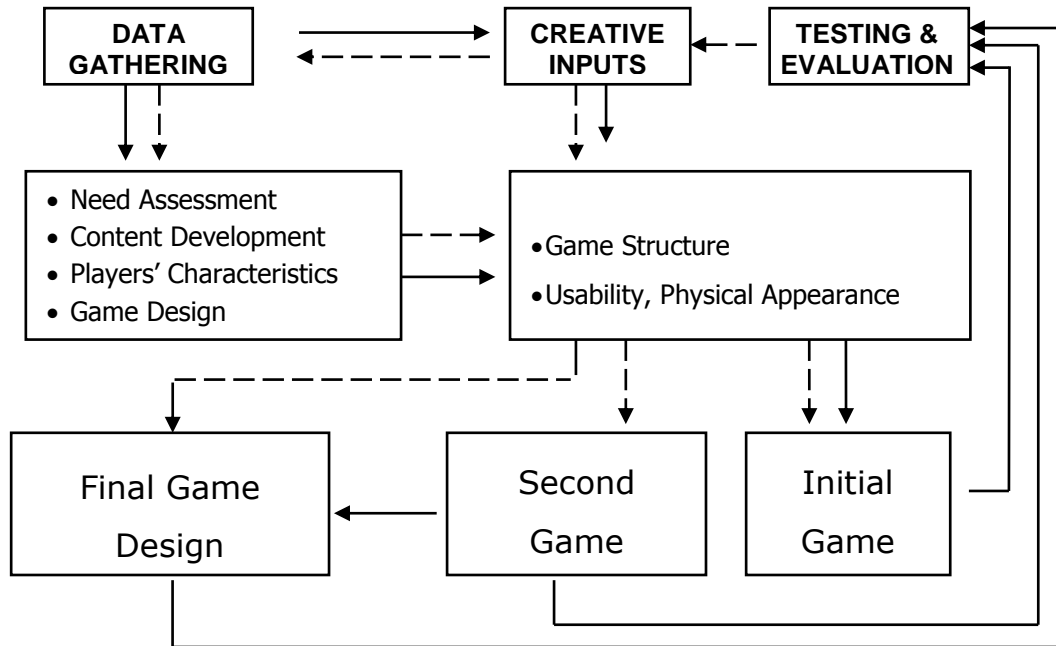 DATA
GATHERING
CREATIVE
INPUTS
TESTING &
EVALUATION
• Need Assessment
• Content Development
• Players’ Characteristics
• Game Design
•Game Structure
•Usability, Physical Appearance
Final Game
Design
Second
Game
Initial
Game